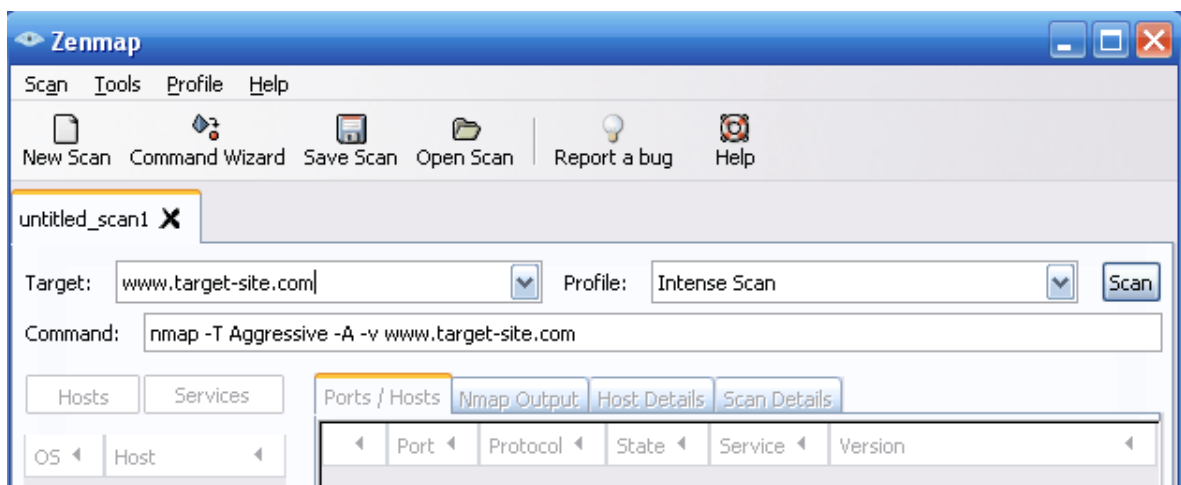 Zenmap
Scan Tools Profile Help
New Scan Command Wizard Save Scan Open Scan Report a bug Help
untitled_scan1
Target: www.target-site.com Profile: Intense Scan Scan
Command: nmap -T Aggressive -A -v www.target-site.com
Hosts Services Ports / Hosts Nmap Output Host Details Scan Details
OS Host Port Protocol State Service Version